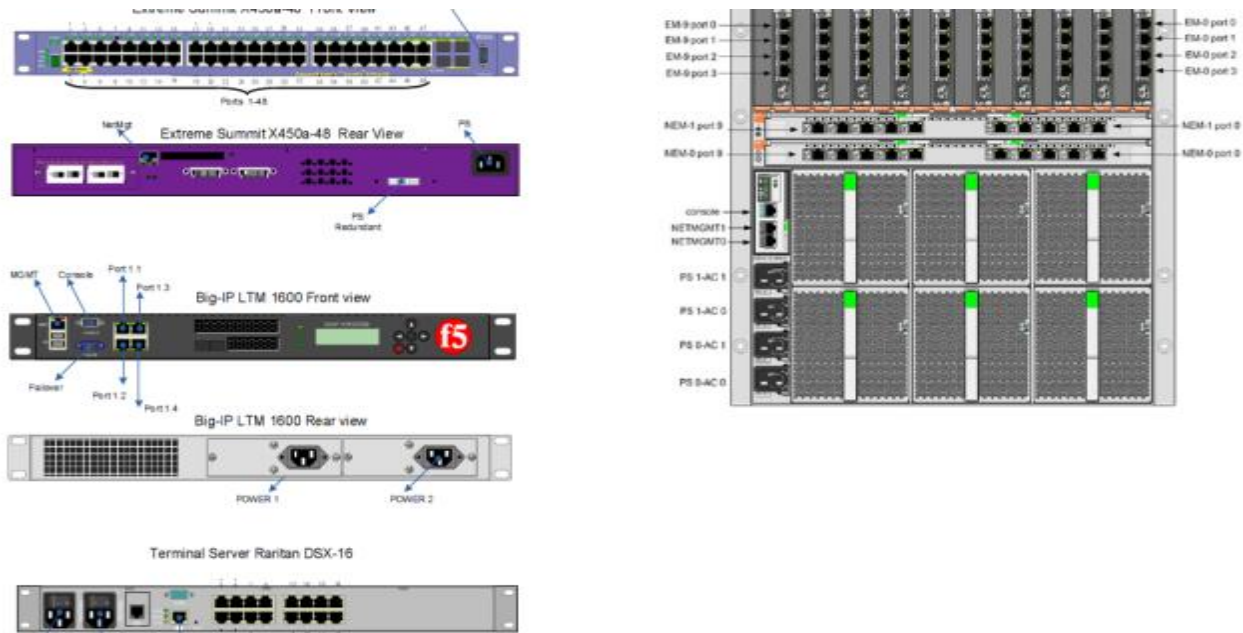 Extreme Summit X450a-48 Front View
Ports 1-48
NetMgt
Extreme Summit X450a-48 Rear View
PS
PS
Redundant
MGMT
Console
Port 1.1
Port 1.3
Big-IP LTM 1600 Front view
f5
Failover
Port 1.2
Port 1.4
Big-IP LTM 1600 Rear view
POWER 1
POWER 2
Terminal Server Raritan DSX-16
EM-9 port 0
EM-9 port 1
EM-9 port 2
EM-9 port 3
EM-0 port 0
EM-0 port 1
EM-0 port 2
EM-0 port 3
NEM-1 port 9
NEM-1 port 0
NEM-0 port 9
NEM-0 port 0
console
NETMGMT1
NETMGMT0
PS 1-AC 1
PS 1-AC 0
PS 0-AC 1
PS 0-AC 0